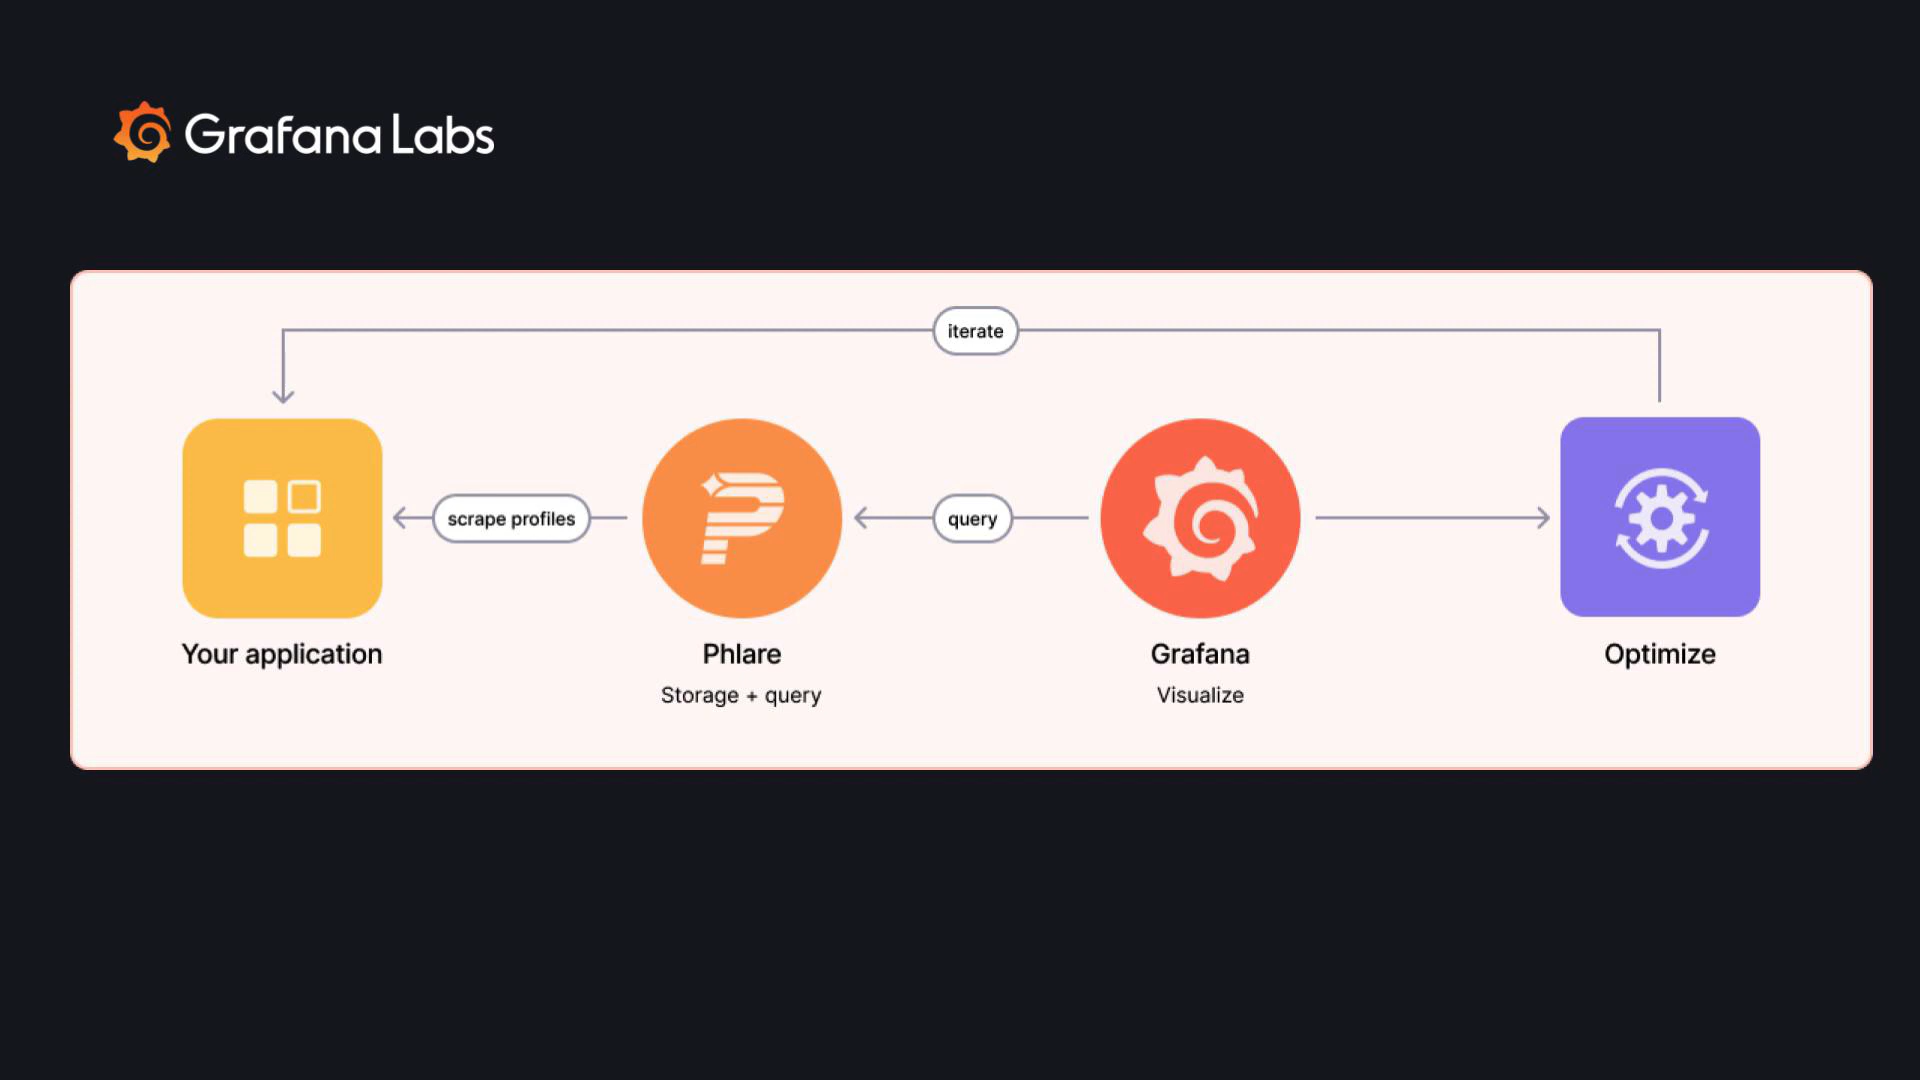 Grafana Labs
iterate
scrape profiles
query
Your application
Phlare
Storage + query
Grafana
Visualize
Optimize